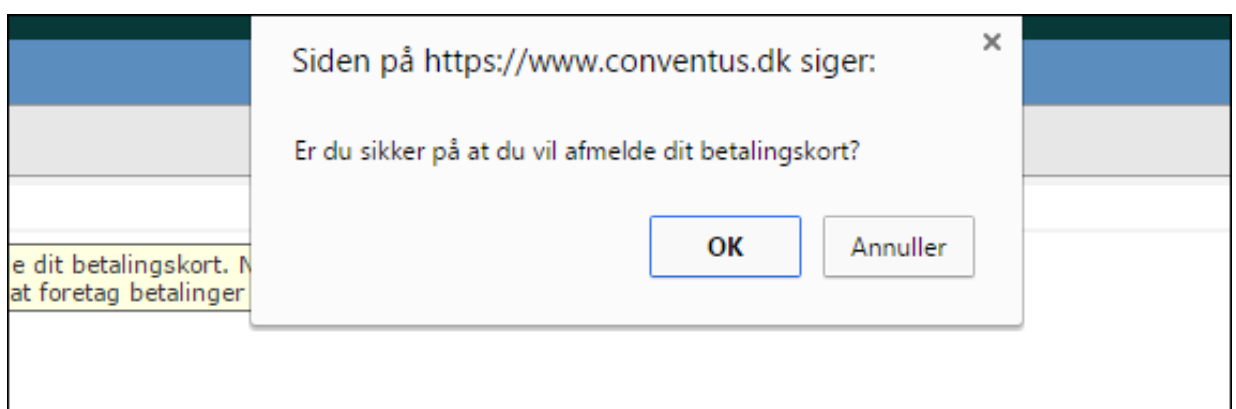 Siden på https://www.conventus.dk siger:
Er du sikker på at du vil afmelde dit betalingskort?
OK
Annuller
e dit betalingskort.
at foretag betalinger